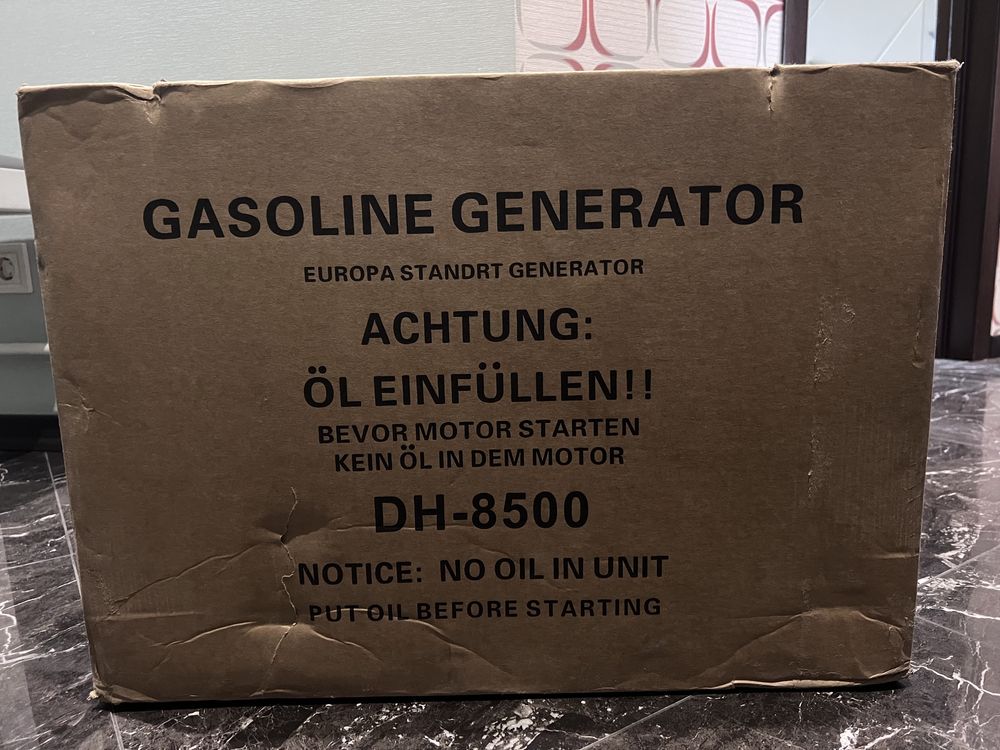 GASOLINE GENERATOR
EUROPA STANDRT GENERATOR
ACHTUNG:
ÖL EINFÜLLEN!!
BEVOR MOTOR STARTEN
KEIN ÖL IN DEM MOTOR
DH-8500
NOTICE: NO OIL IN UNIT
PUT OIL BEFORE STARTING